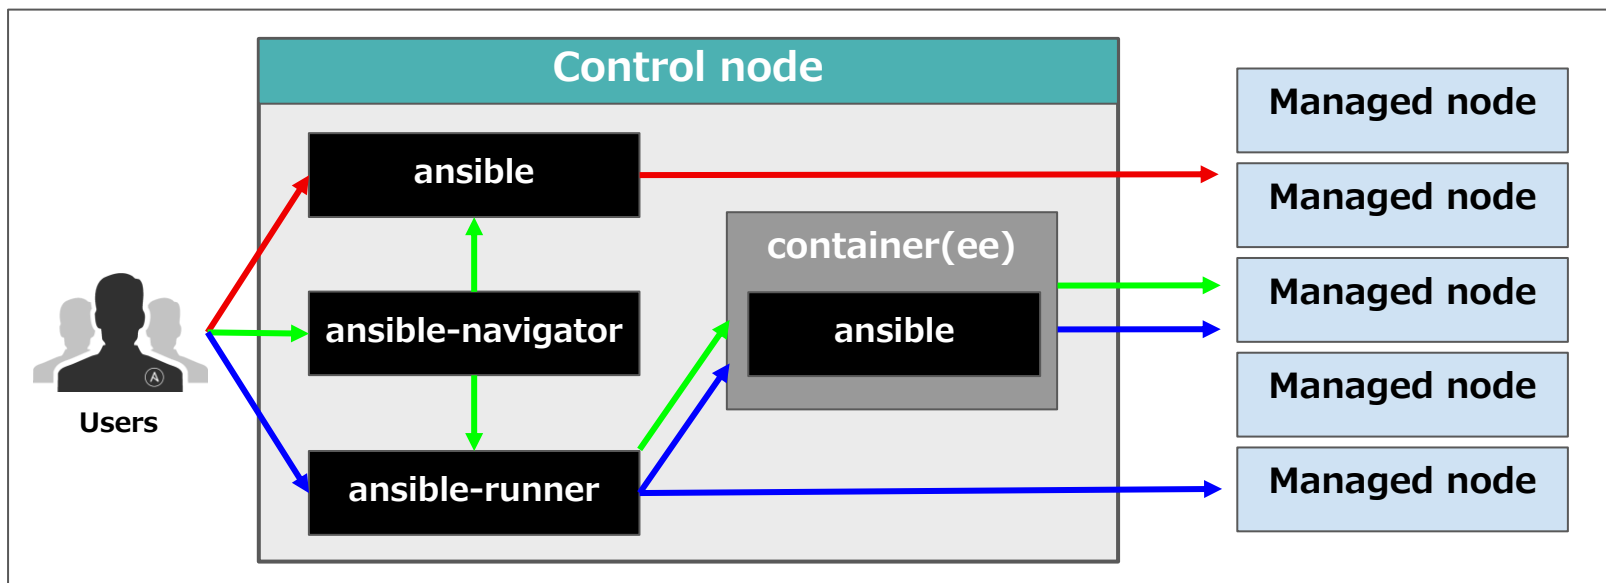 Control node
ansible
ansible-navigator
ansible-runner
container(ee)
ansible
Users
A
Managed node
Managed node
Managed node
Managed node
Managed node